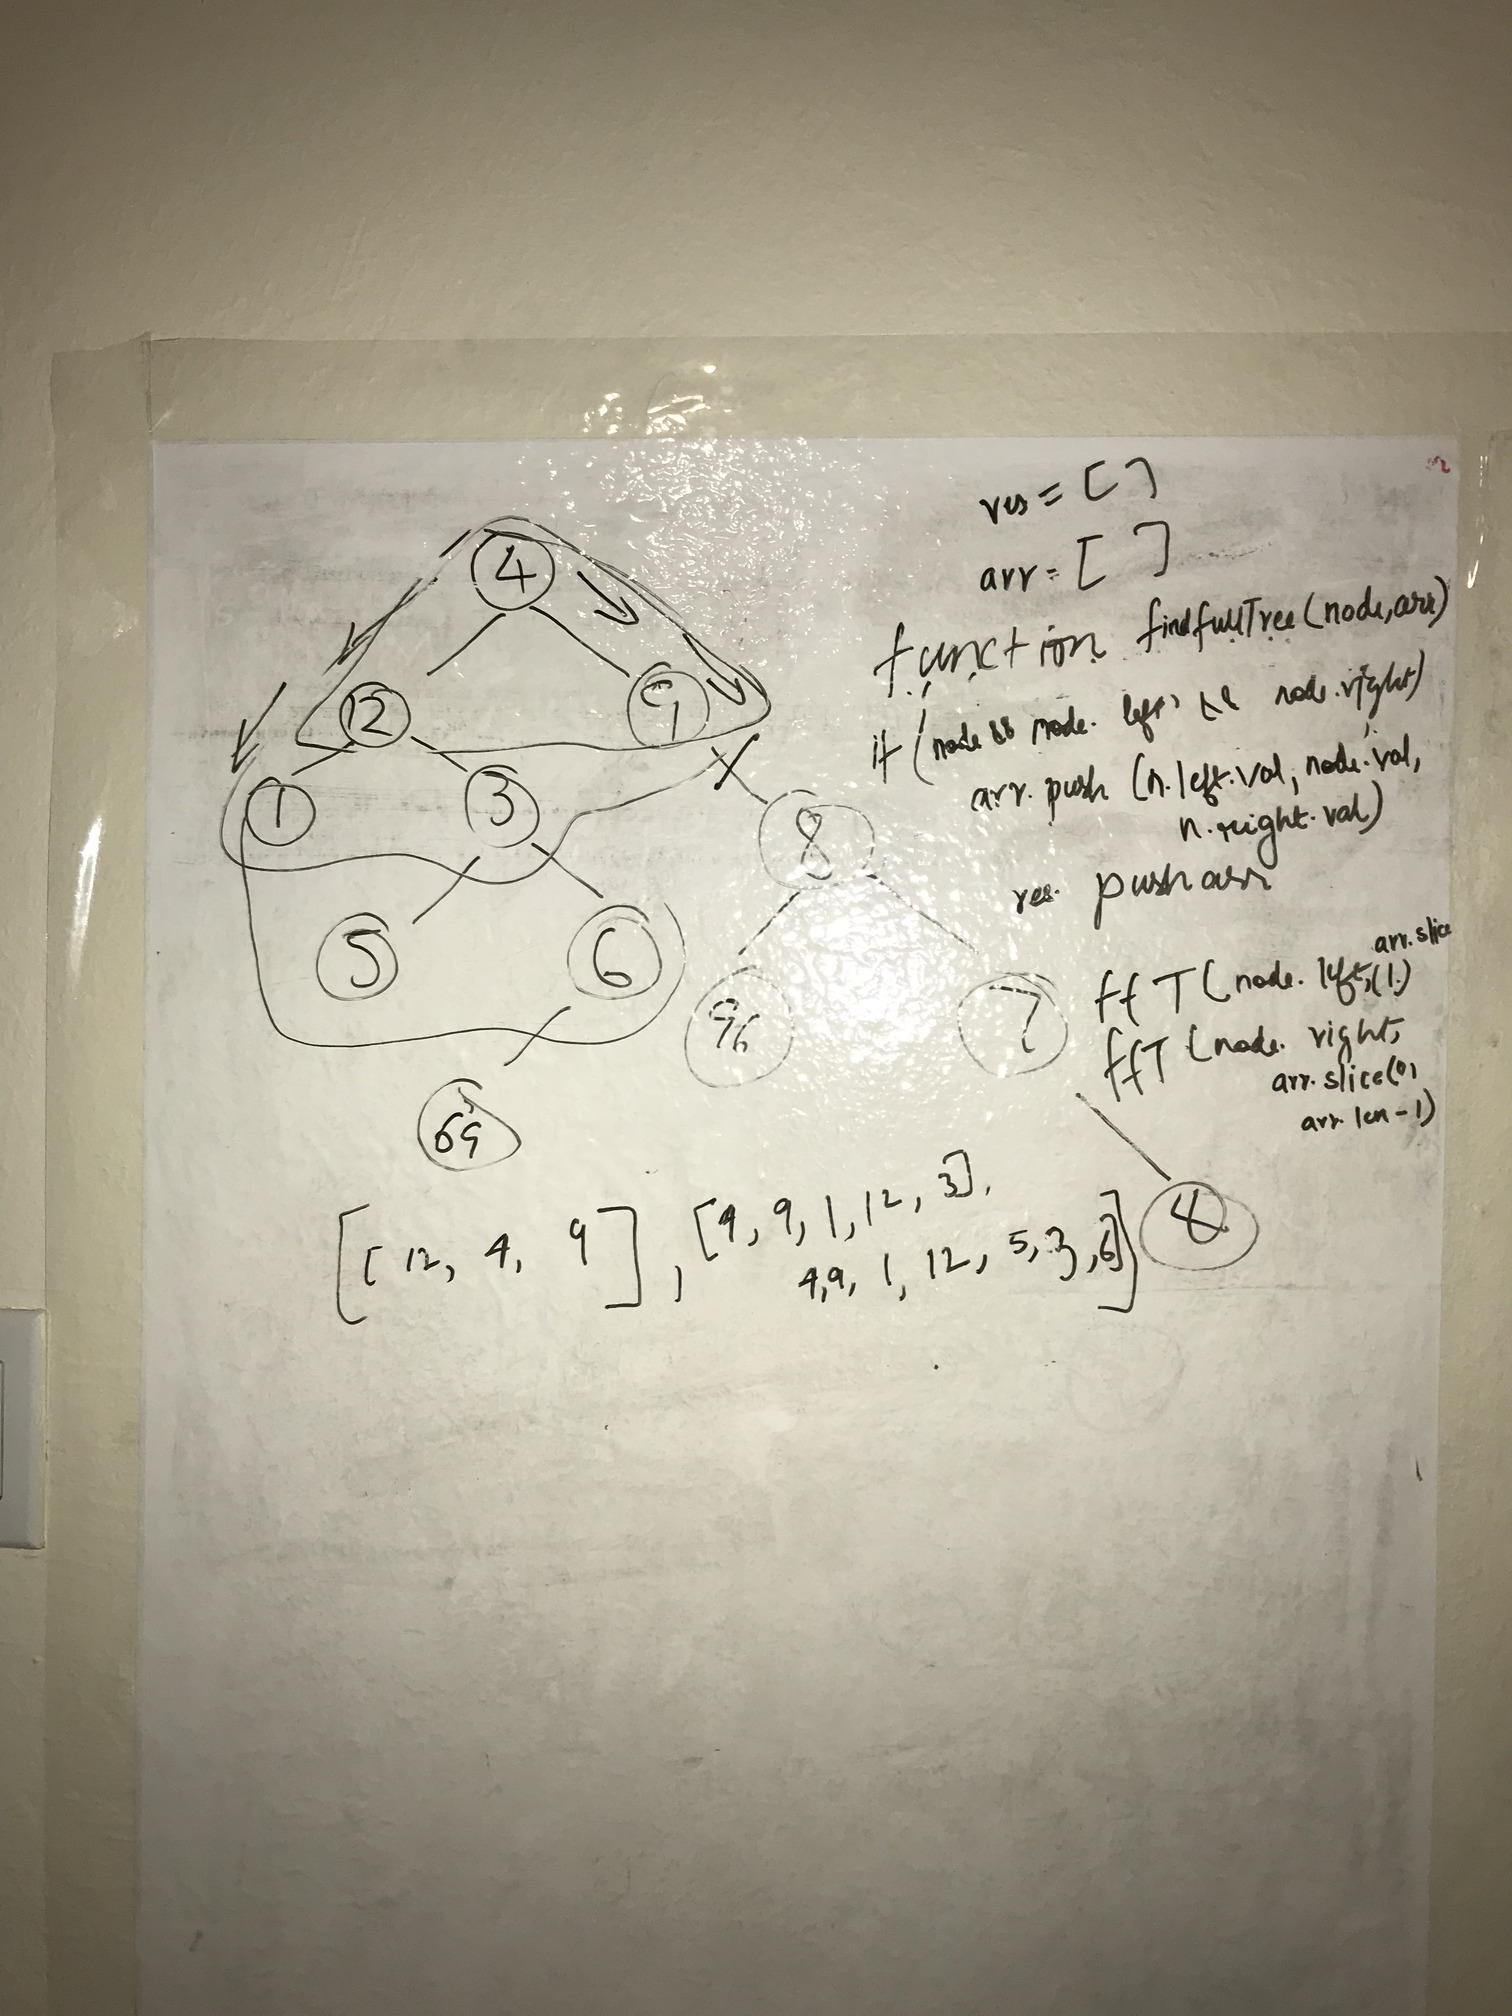 4
12
9
1
3
8
5
6
96
7
8
res = [ ]
arr = [ ]
function findfullTree(node, arr)
if (node && node. left && node.right)
arr. push (n.left.val, node.val,
n.right.val)
res. push arr
ffT (node. left, arr.slice
(1)
ffT (node. right,
arr.slice(0,
arr. len - 1)
[[12, 4, 9], [4, 9, 1, 12, 3],
4,9, 1, 12, 5,3,6]